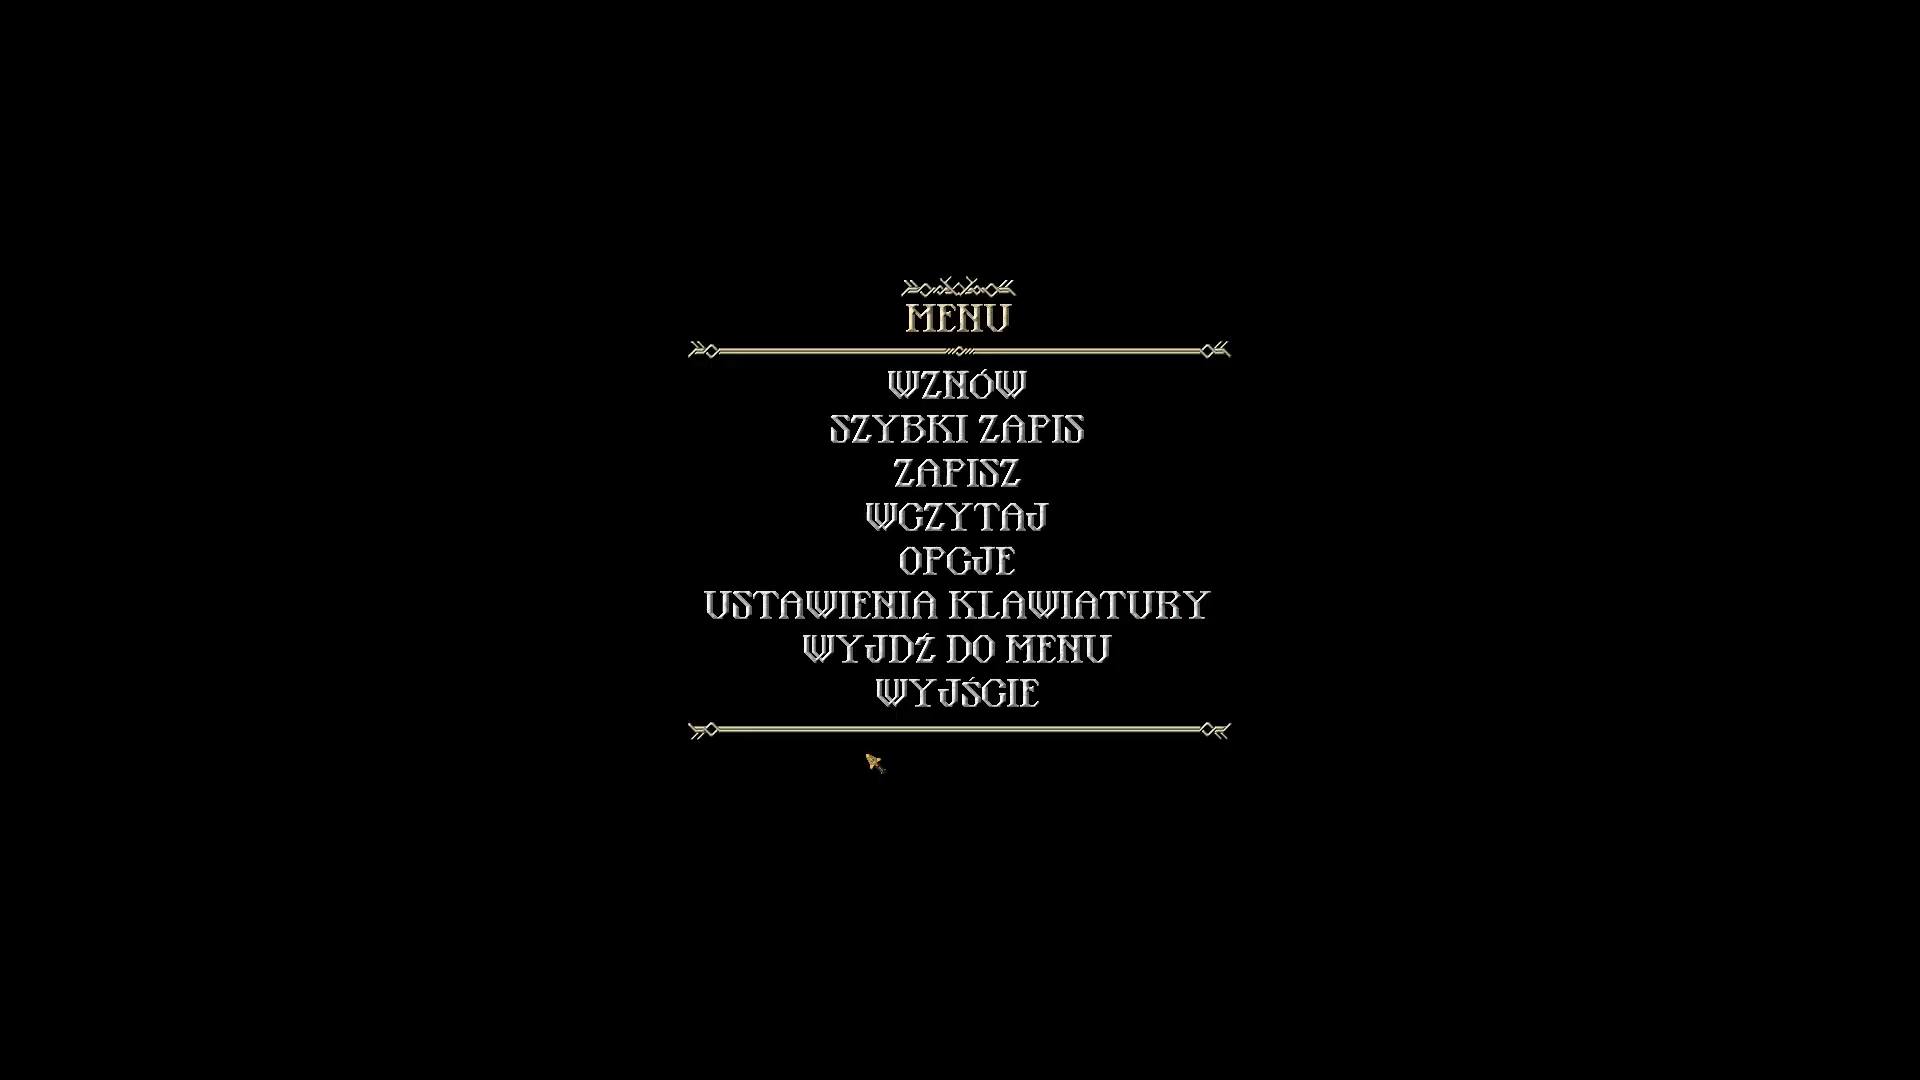 MENU
WZNÓW
SZYBKI ZAPIS
ZAPISZ
WCZYTAJ
OPCJE
USTAWIENIA KLAWIATURY
WYJDŹ DO MENU
WYJŚCIE